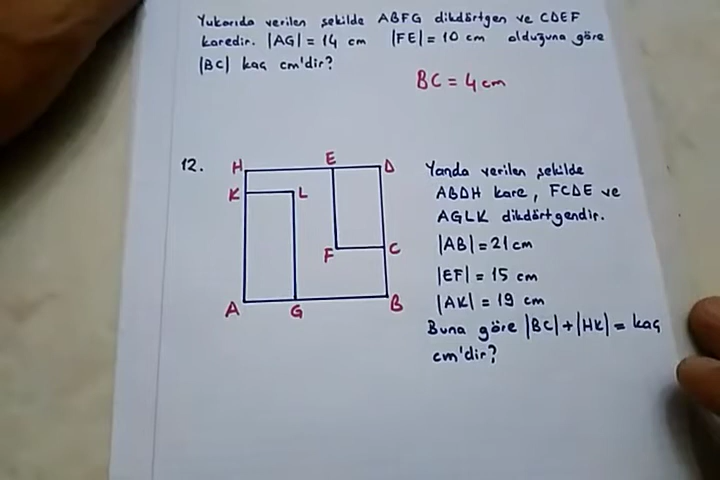 Yukarıda verilen şekilde ABFG dikdörtgen ve CDEF
karedir. |AG| = 14 cm |FE| = 10 cm olduğuna göre
|BC| kaç cm'dir?
BC = 4 cm
12.
H E D
K L
F C
A G B
Yanda verilen şekilde
ABDH kare, FCDE ve
AGLK dikdörtgendir.
|AB| = 21 cm
|EF| = 15 cm
|AK| = 19 cm
Buna göre |BC| + |HK| = kaç
cm'dir?